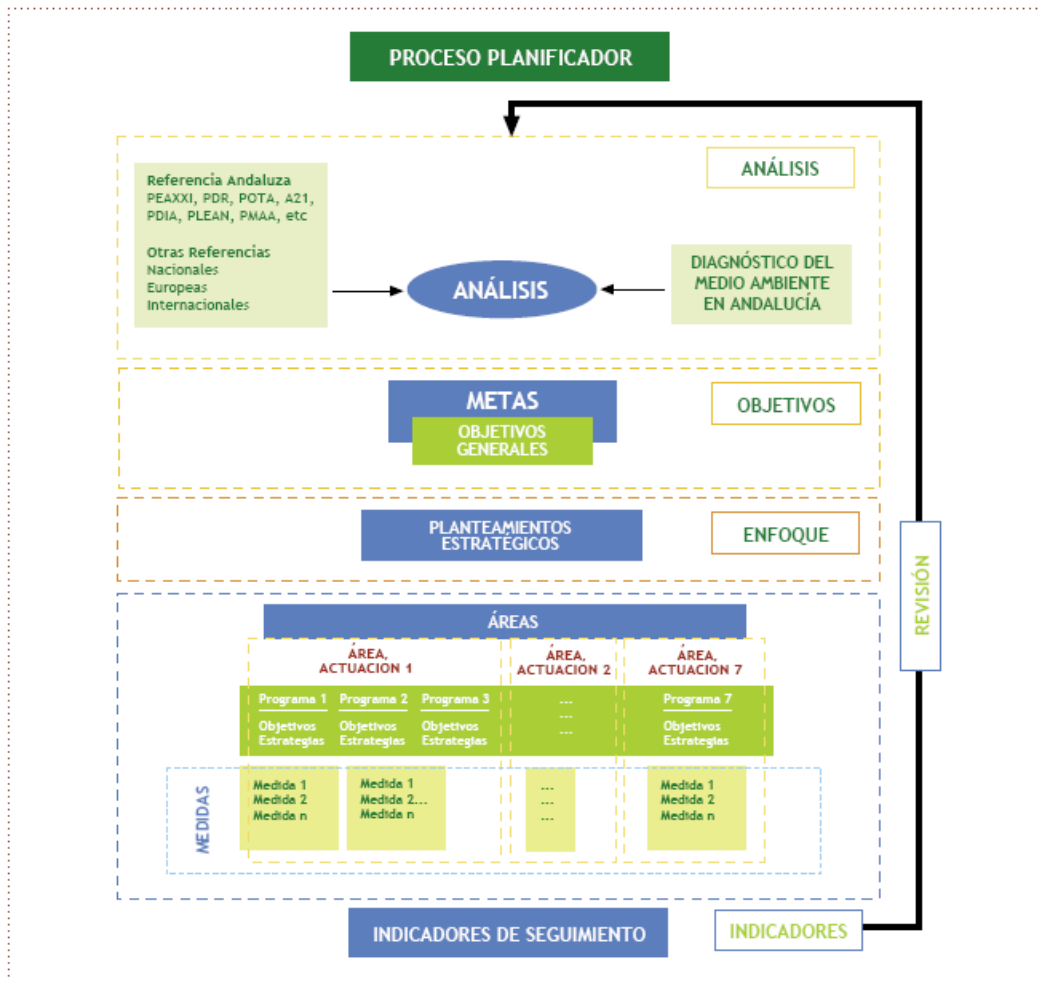 PROCESO PLANIFICADOR
ANÁLISIS
Referencia Andaluza
PEAXXI, PDR, POTA, A21,
PDIA, PLEAN, PMAA, etc
Otras Referencias
Nacionales
Europeas
Internacionales
ANÁLISIS
DIAGNÓSTICO DEL
MEDIO AMBIENTE
EN ANDALUCÍA
METAS
OBJETIVOS
GENERALES
OBJETIVOS
PLANTEAMIENTOS
ESTRATÉGICOS
ENFOQUE
REVISIÓN
ÁREAS
ÁREA,
ACTUACION 1
ÁREA,
ACTUACION 2
ÁREA,
ACTUACION 7
Programa 1
Objetivos
Estrategias
Programa 2
Objetivos
Estrategias
Programa 3
Objetivos
Estrategias
...
...
...
Programa 7
Objetivos
Estrategias
MEDIDAS
Medida 1
Medida 2
Medida n
Medida 1
Medida 2...
Medida n
...
...
...
Medida 1
Medida 2
Medida n
INDICADORES DE SEGUIMIENTO
INDICADORES